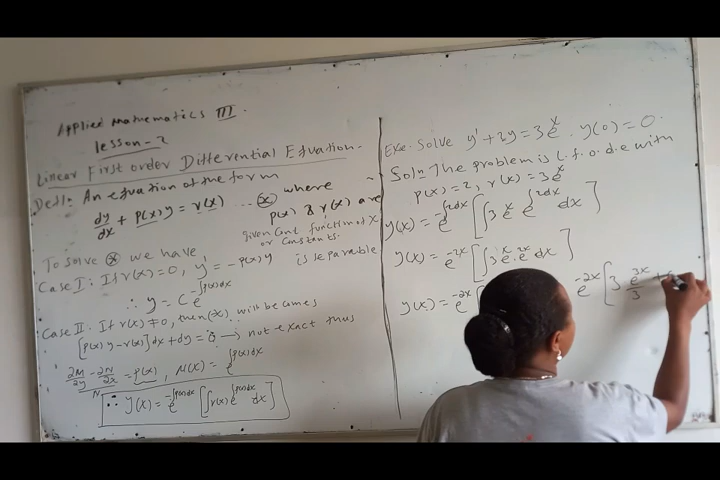 Applied Mathematics III.
lesson-2
Linear First order Differential Equation.
Def1: An equation of the form
dy/dx + p(x)y = r(x) ... (*) where
p(x) & r(x) are
given cont function of x
or constants.
To solve (*) we have
Case I: If r(x)=0, y' = -p(x)y is separable
∴ y = c e^{-∫p(x)dx}
Case II. If r(x) ≠ 0, then (*) will becomes
[p(x)y - r(x)]dx + dy = 0 → not exact thus
∂M/∂y - ∂N/∂x / N = p(x), μ(x) = e^{∫p(x)dx}
∴ y(x) = e^{-∫p(x)dx} [∫r(x) e^{∫p(x)dx} dx]
Exe: Solve y' + 2y = 3e^x. y(0) = 0.
Soln The problem is L.f.o.d.e with
p(x) = 2, r(x) = 3e^x
y(x) = e^{-∫2dx} [∫3e^x e^{∫2dx} dx]
y(x) = e^{-2x} [∫3e^x.e^{2x} dx]
y(x) = e^{-2x} [ e^{-2x} [3 e^{3x}/3 +